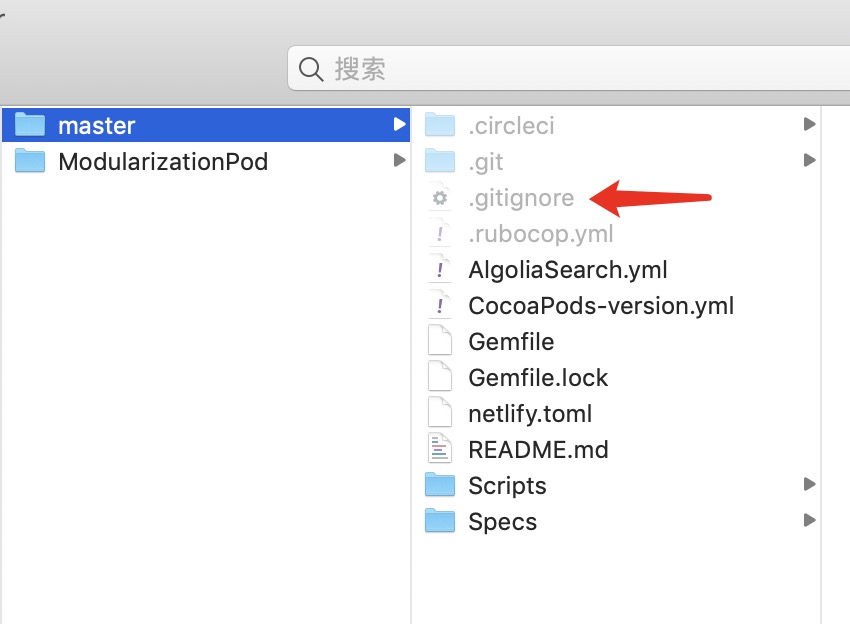 搜索
master
ModularizationPod
.circleci
.git
.gitignore
.rubocop.yml
AlgoliaSearch.yml
CocoaPods-version.yml
Gemfile
Gemfile.lock
netlify.toml
README.md
Scripts
Specs